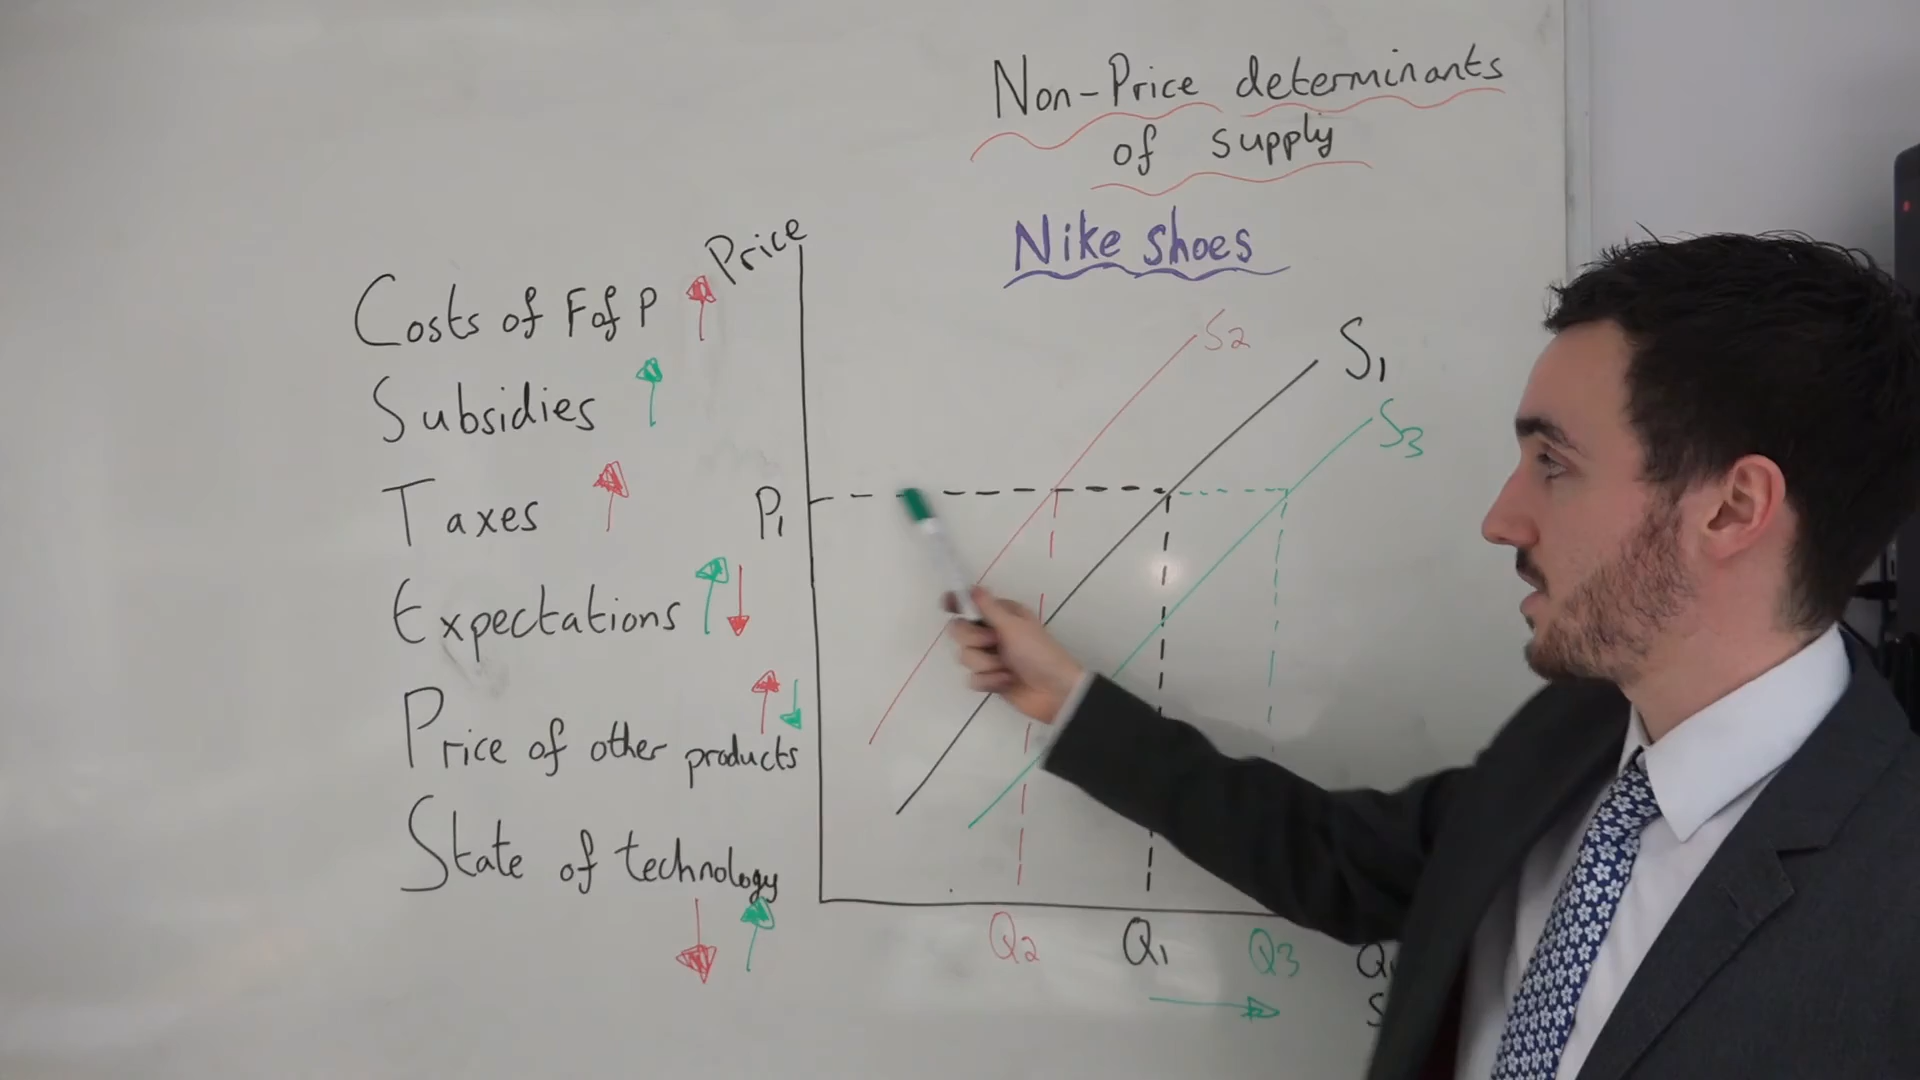 Non-Price determinants
of supply
Nike shoes
Price
Costs of F of P
Subsidies
Taxes
Expectations
Price of other products
State of technology
P1
S2
S1
S3
Q2
Q1
Q3